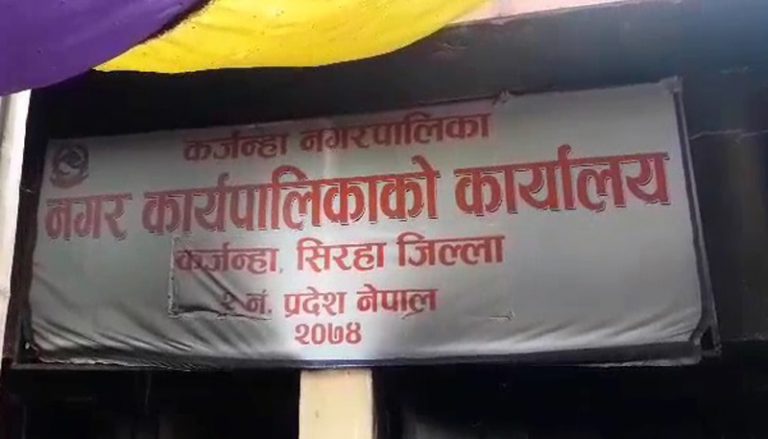 कर्जन्हा नगरपालिका
नगर कार्यपालिकाको कार्यालय
कर्जन्हा, सिरहा जिल्ला
२ नं. प्रदेश नेपाल
२०७४